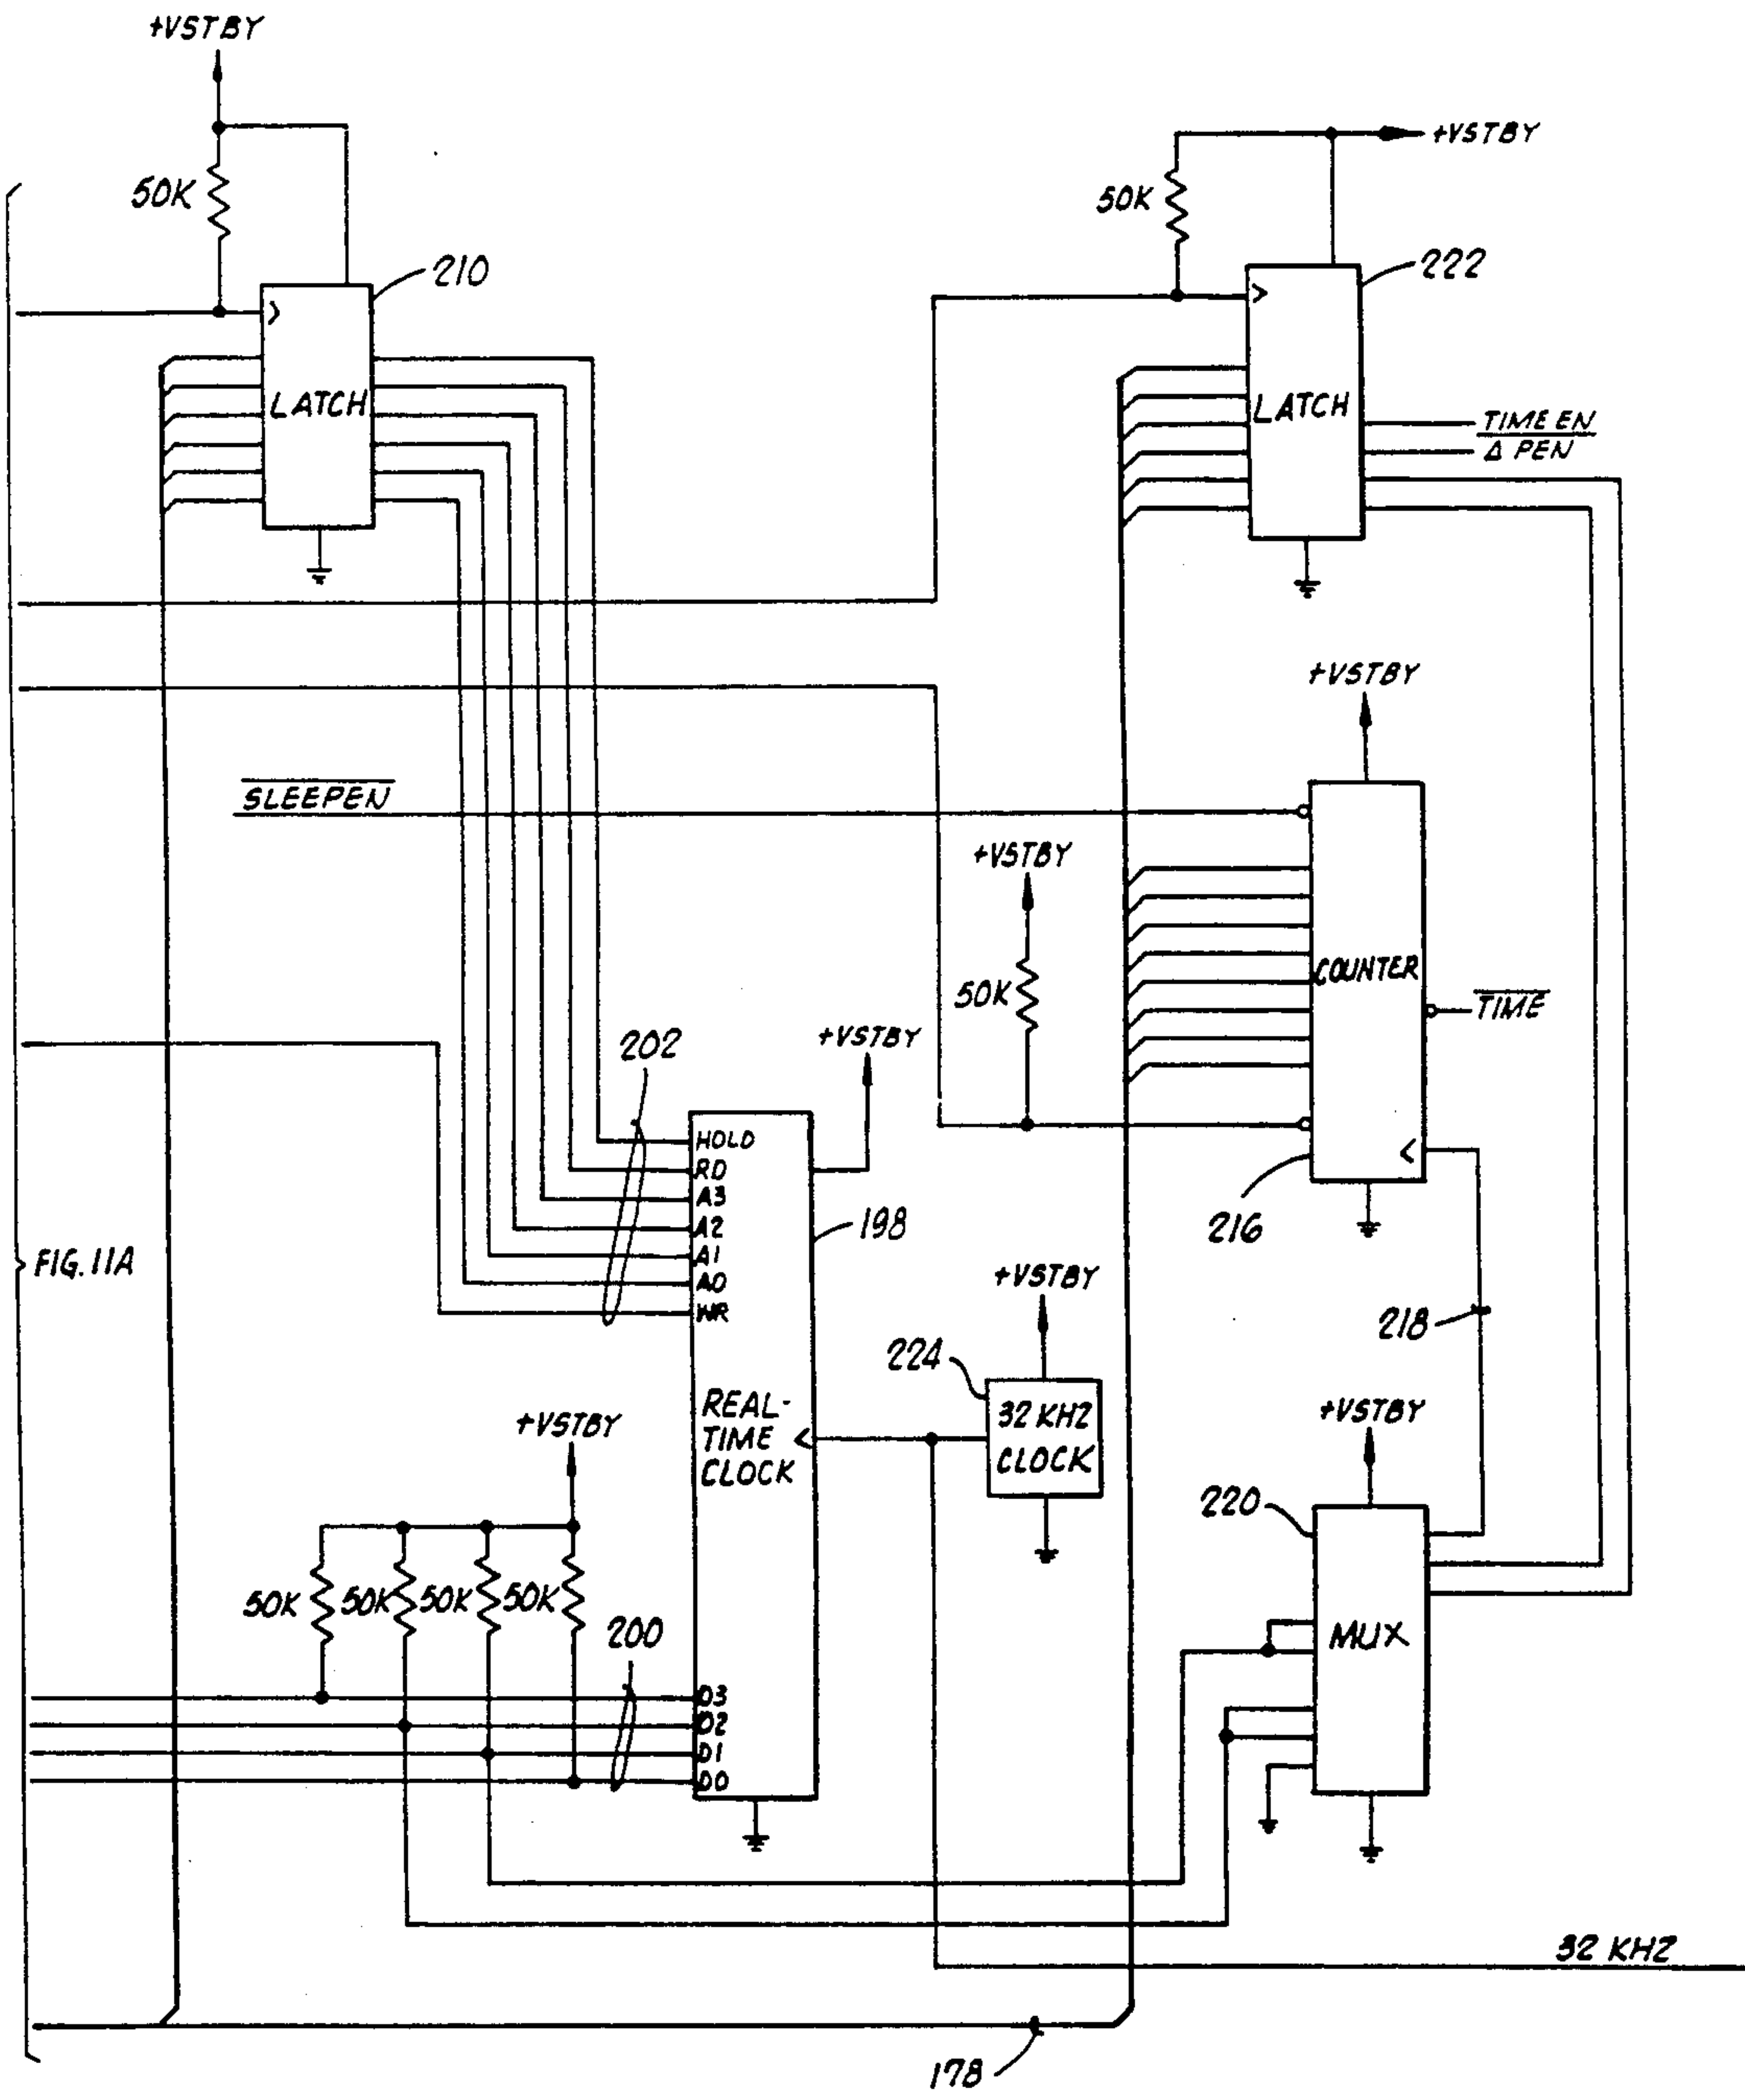 +VSTBY
+VSTBY
50K
50K
210
222
LATCH
LATCH
TIME EN
Δ PEN
+VSTBY
SLEEPEN
+VSTBY
COUNTER
50K
TIME
202
+VSTBY
HOLD
RD
A3
A2
A1
A0
WR
198
216
FIG. 11A
+VSTBY
218
224
32 KHZ
CLOCK
REAL-
TIME
CLOCK
+VSTBY
+VSTBY
220
50K
50K
50K
50K
200
MUX
D3
D2
D1
D0
32 KHZ
178